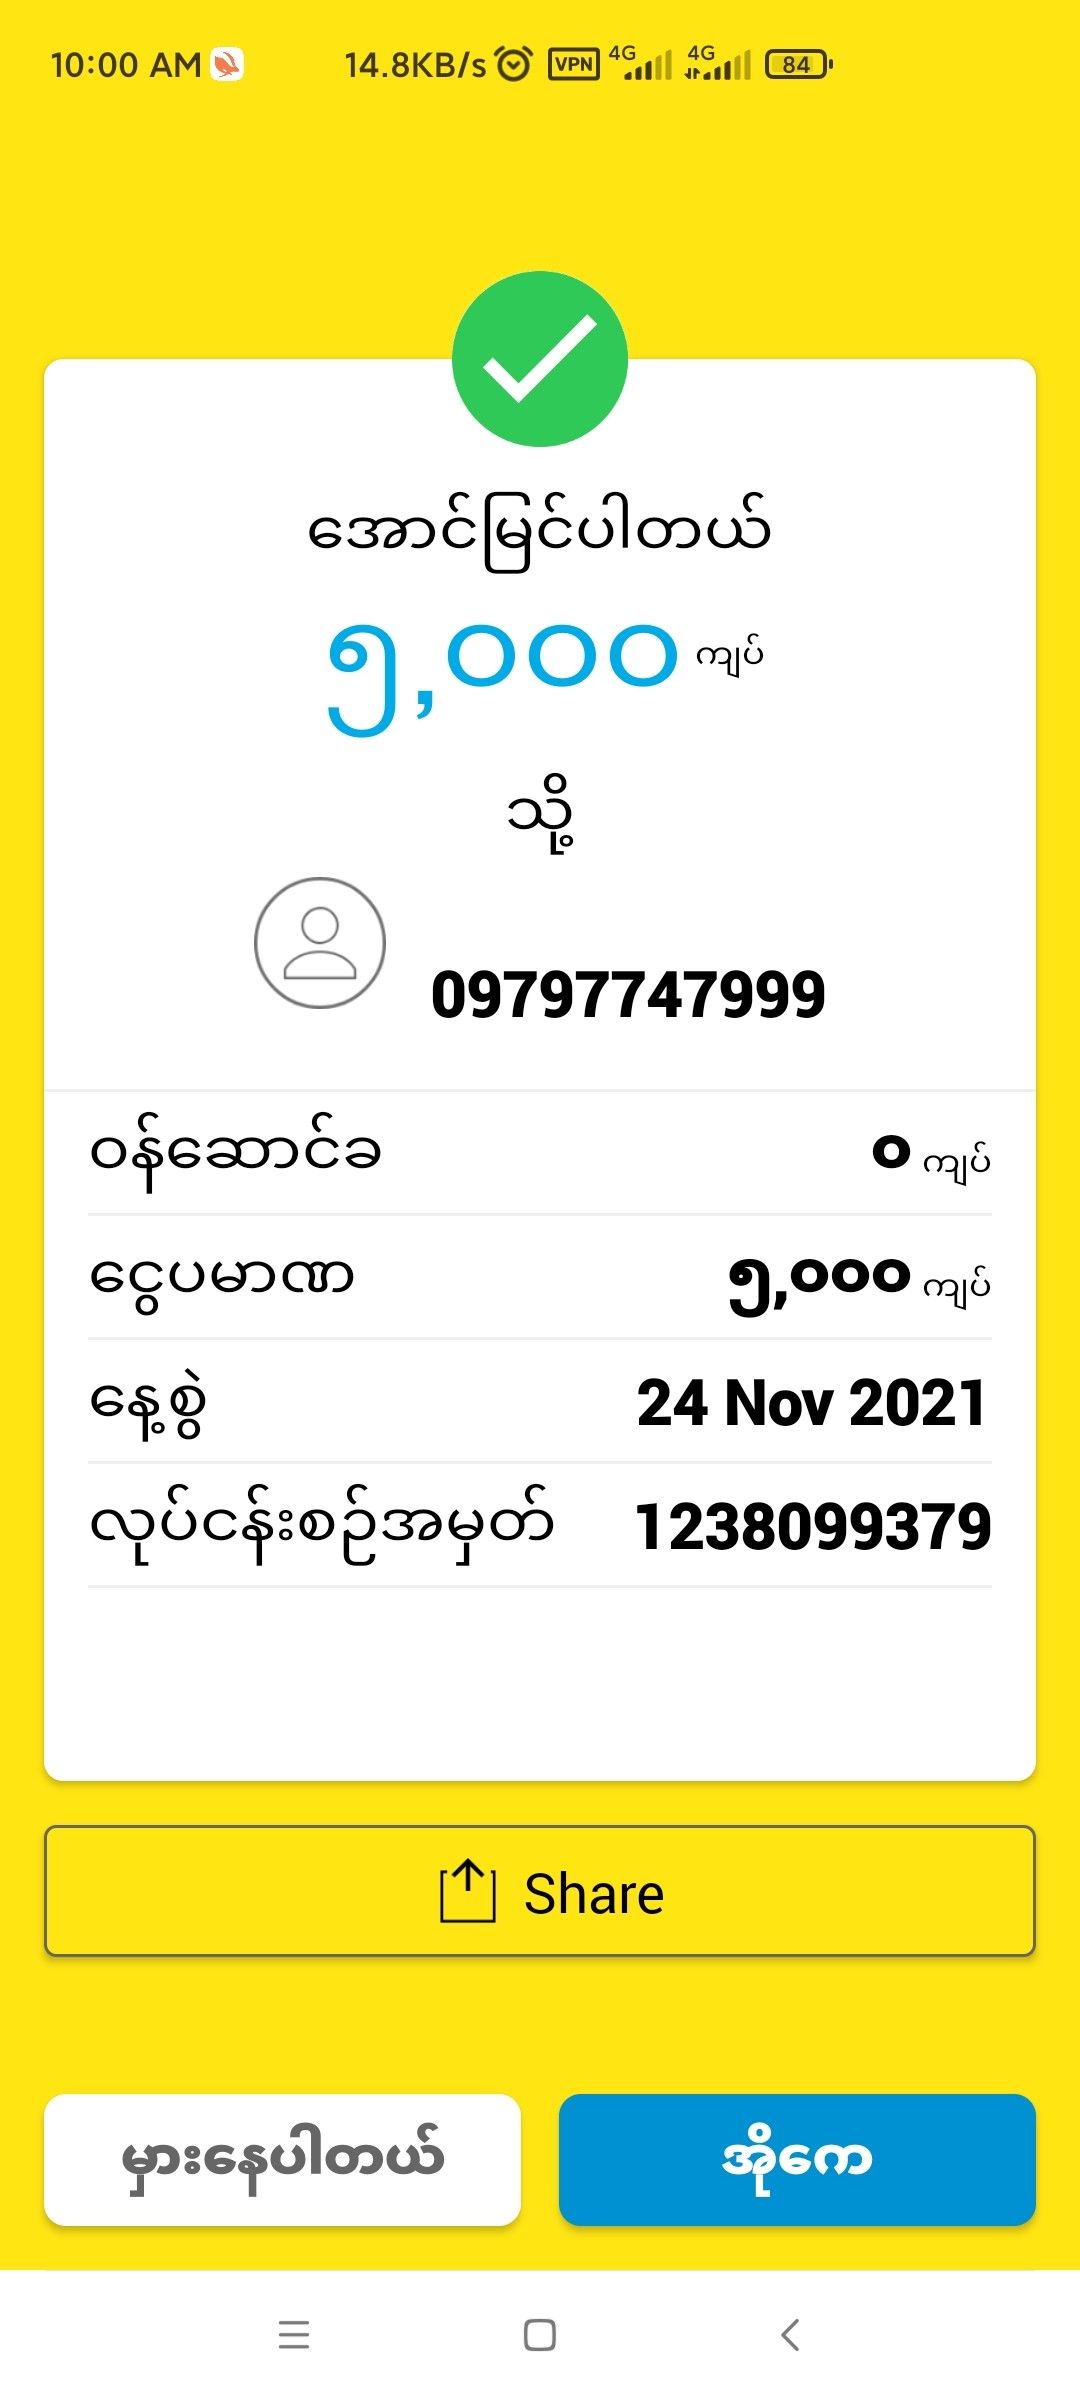 10:00 AM 14.8KB/s VPN 4G 4G 84
အောင်မြင်ပါတယ်
၅,၀၀၀ ကျပ်
သို့
09797747999
ဝန်ဆောင်ခ ၀ ကျပ်
ငွေပမာဏ ၅,၀၀၀ ကျပ်
နေ့စွဲ 24 Nov 2021
လုပ်ငန်းစဉ်အမှတ် 1238099379
Share
မှားနေပါတယ် အိုကေ